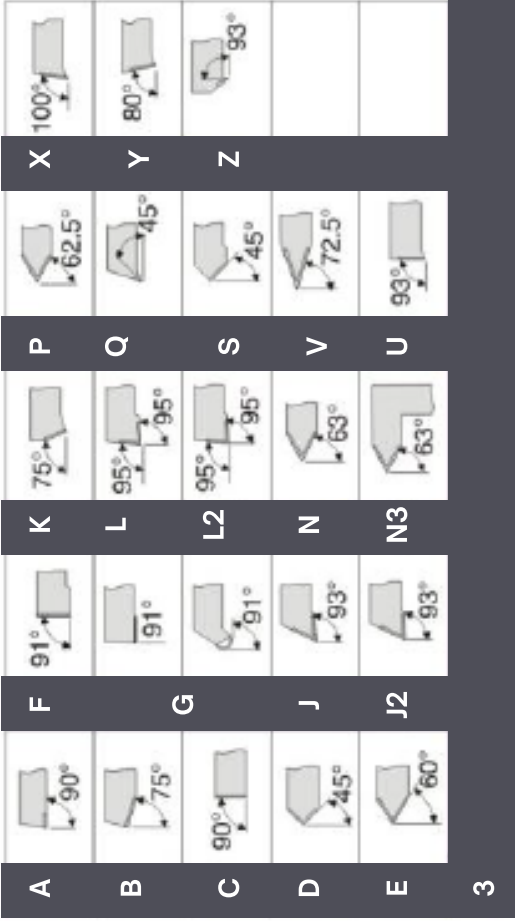 3
A 90°
B 75°
C 90°
D 45°
E 60°
F 91°
G 91°
91°
J 93°
J2 93°
K 75°
L 95° 95°
L2 95° 95°
N 63°
N3 63°
P 62.5°
Q 45°
S 45°
V 72.5°
U 93°
X 100°
Y 80°
Z 93°